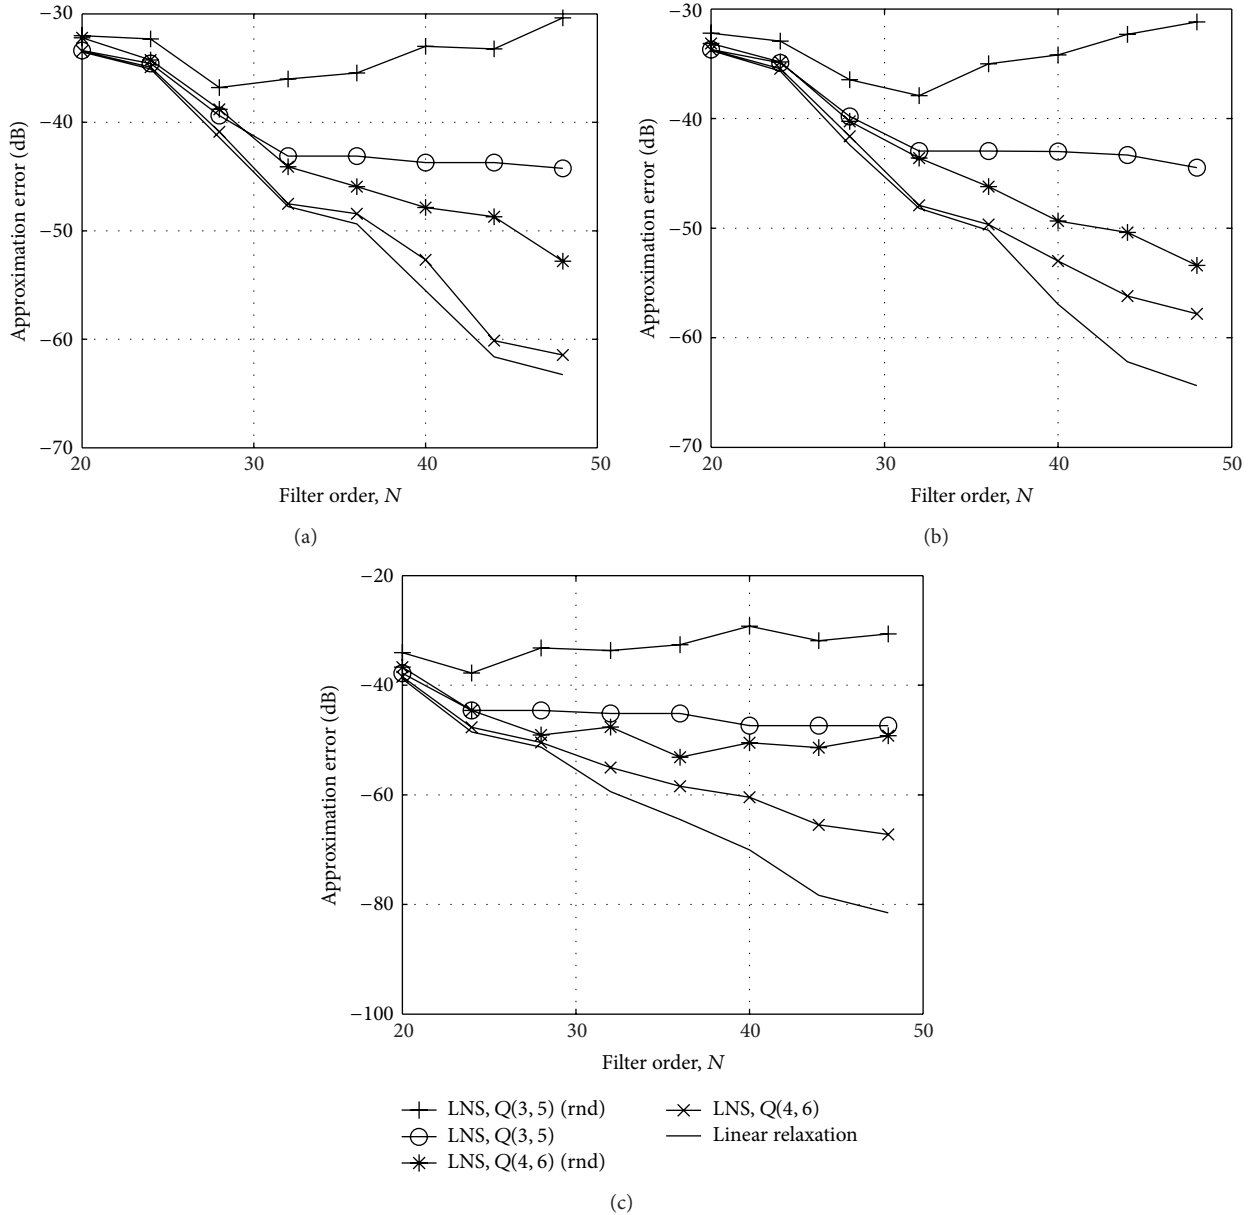 −30
−40
−50
−60
−70
20
30
40
50
Approximation error (dB)
Filter order, N
(a)
−30
−40
−50
−60
−70
20
30
40
50
Approximation error (dB)
Filter order, N
(b)
−20
−40
−60
−80
−100
20
30
40
50
Approximation error (dB)
Filter order, N
LNS, Q(3, 5) (rnd)
LNS, Q(3, 5)
LNS, Q(4, 6) (rnd)
LNS, Q(4, 6)
Linear relaxation
(c)